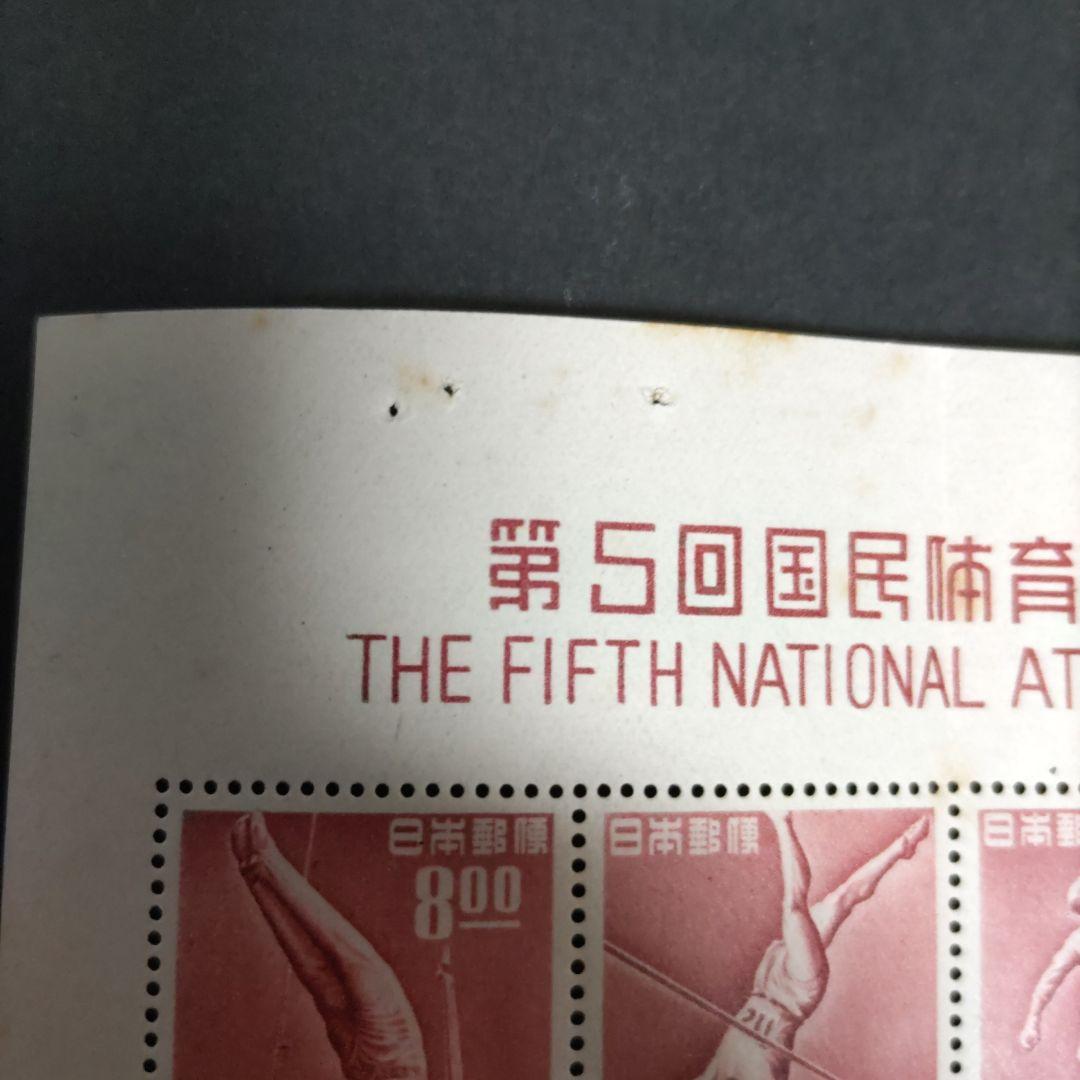 第5回国民体育
THE FIFTH NATIONAL AT
日本郵便
8.00
日本郵便
日本郵